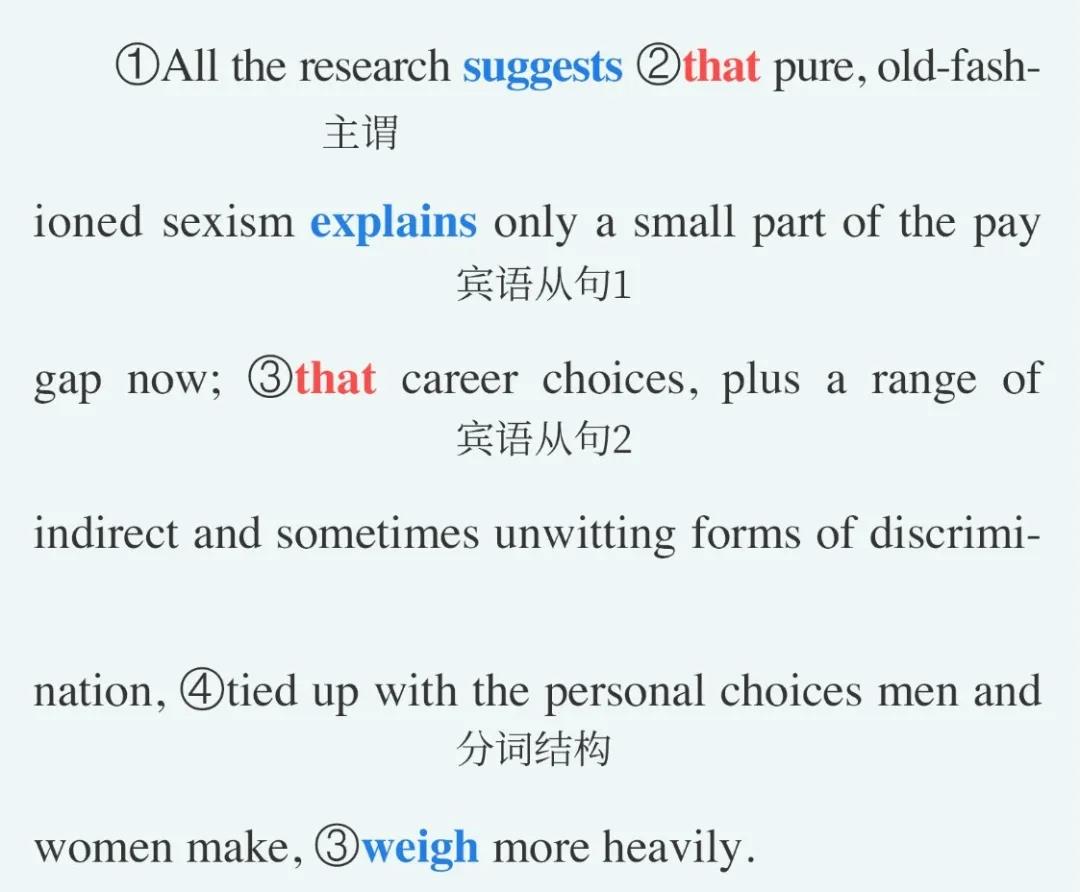 ①All the research suggests ②that pure, old-fash-
主谓
ioned sexism explains only a small part of the pay
宾语从句1
gap now; ③that career choices, plus a range of
宾语从句2
indirect and sometimes unwitting forms of discrimi-
nation, ④tied up with the personal choices men and
分词结构
women make, ③weigh more heavily.